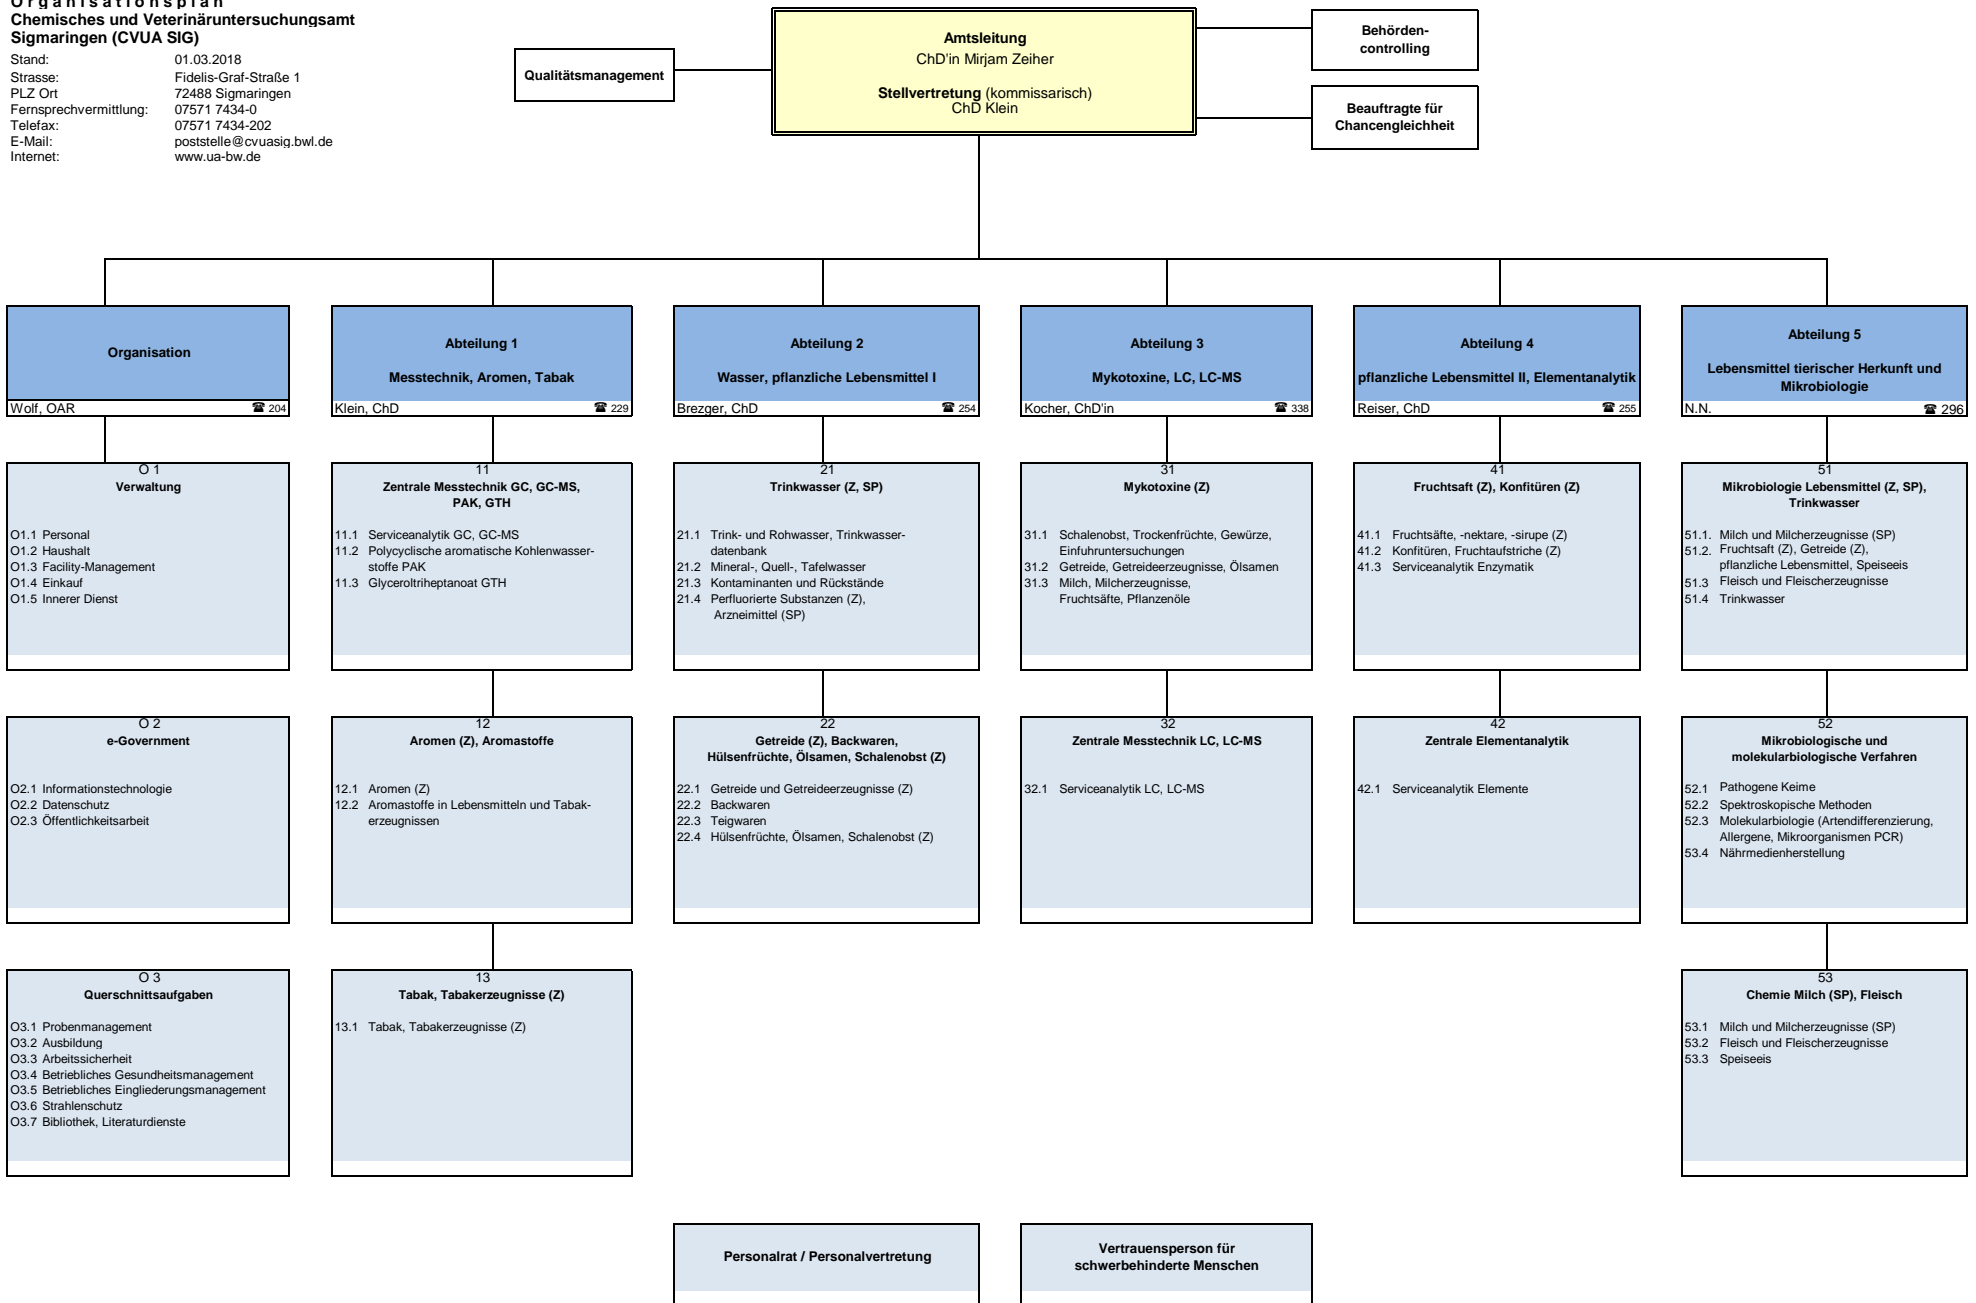 Organisationsplan
Chemisches und Veterinäruntersuchungsamt
Sigmaringen (CVUA SIG)
Stand: 01.03.2018
Strasse: Fidelis-Graf-Straße 1
PLZ Ort 72488 Sigmaringen
Fernsprechvermittlung: 07571 7434-0
Telefax: 07571 7434-202
E-Mail: poststelle@cvuasig.bwl.de
Internet: www.ua-bw.de
Qualitätsmanagement
Amtsleitung
ChD'in Mirjam Zeiher
Stellvertretung (kommissarisch)
ChD Klein
Behörden-
controlling
Beauftragte für
Chancengleichheit
Organisation
Wolf, OAR ☎ 204
Abteilung 1
Messtechnik, Aromen, Tabak
Klein, ChD ☎ 229
Abteilung 2
Wasser, pflanzliche Lebensmittel I
Brezger, ChD ☎ 254
Abteilung 3
Mykotoxine, LC, LC-MS
Kocher, ChD'in ☎ 338
Abteilung 4
pflanzliche Lebensmittel II, Elementanalytik
Reiser, ChD ☎ 255
Abteilung 5
Lebensmittel tierischer Herkunft und
Mikrobiologie
N.N. ☎ 296
O 1
Verwaltung
O1.1 Personal
O1.2 Haushalt
O1.3 Facility-Management
O1.4 Einkauf
O1.5 Innerer Dienst
11
Zentrale Messtechnik GC, GC-MS,
PAK, GTH
11.1 Serviceanalytik GC, GC-MS
11.2 Polycyclische aromatische Kohlenwasser-
stoffe PAK
11.3 Glyceroltriheptanoat GTH
21
Trinkwasser (Z, SP)
21.1 Trink- und Rohwasser, Trinkwasser-
datenbank
21.2 Mineral-, Quell-, Tafelwasser
21.3 Kontaminanten und Rückstände
21.4 Perfluorierte Substanzen (Z),
Arzneimittel (SP)
31
Mykotoxine (Z)
31.1 Schalenobst, Trockenfrüchte, Gewürze,
Einfuhruntersuchungen
31.2 Getreide, Getreideerzeugnisse, Ölsamen
31.3 Milch, Milcherzeugnisse,
Fruchtsäfte, Pflanzenöle
41
Fruchtsaft (Z), Konfitüren (Z)
41.1 Fruchtsäfte, -nektare, -sirupe (Z)
41.2 Konfitüren, Fruchtaufstriche (Z)
41.3 Serviceanalytik Enzymatik
51
Mikrobiologie Lebensmittel (Z, SP),
Trinkwasser
51.1. Milch und Milcherzeugnisse (SP)
51.2. Fruchtsaft (Z), Getreide (Z),
pflanzliche Lebensmittel, Speiseeis
51.3 Fleisch und Fleischerzeugnisse
51.4 Trinkwasser
O 2
e-Government
O2.1 Informationstechnologie
O2.2 Datenschutz
O2.3 Öffentlichkeitsarbeit
12
Aromen (Z), Aromastoffe
12.1 Aromen (Z)
12.2 Aromastoffe in Lebensmitteln und Tabak-
erzeugnissen
22
Getreide (Z), Backwaren,
Hülsenfrüchte, Ölsamen, Schalenobst (Z)
22.1 Getreide und Getreideerzeugnisse (Z)
22.2 Backwaren
22.3 Teigwaren
22.4 Hülsenfrüchte, Ölsamen, Schalenobst (Z)
32
Zentrale Messtechnik LC, LC-MS
32.1 Serviceanalytik LC, LC-MS
42
Zentrale Elementanalytik
42.1 Serviceanalytik Elemente
52
Mikrobiologische und
molekularbiologische Verfahren
52.1 Pathogene Keime
52.2 Spektroskopische Methoden
52.3 Molekularbiologie (Artendifferenzierung,
Allergene, Mikroorganismen PCR)
53.4 Nährmedienherstellung
O 3
Querschnittsaufgaben
O3.1 Probenmanagement
O3.2 Ausbildung
O3.3 Arbeitssicherheit
O3.4 Betriebliches Gesundheitsmanagement
O3.5 Betriebliches Eingliederungsmanagement
O3.6 Strahlenschutz
O3.7 Bibliothek, Literaturdienste
13
Tabak, Tabakerzeugnisse (Z)
13.1 Tabak, Tabakerzeugnisse (Z)
53
Chemie Milch (SP), Fleisch
53.1 Milch und Milcherzeugnisse (SP)
53.2 Fleisch und Fleischerzeugnisse
53.3 Speiseeis
Personalrat / Personalvertretung
Vertrauensperson für
schwerbehinderte Menschen